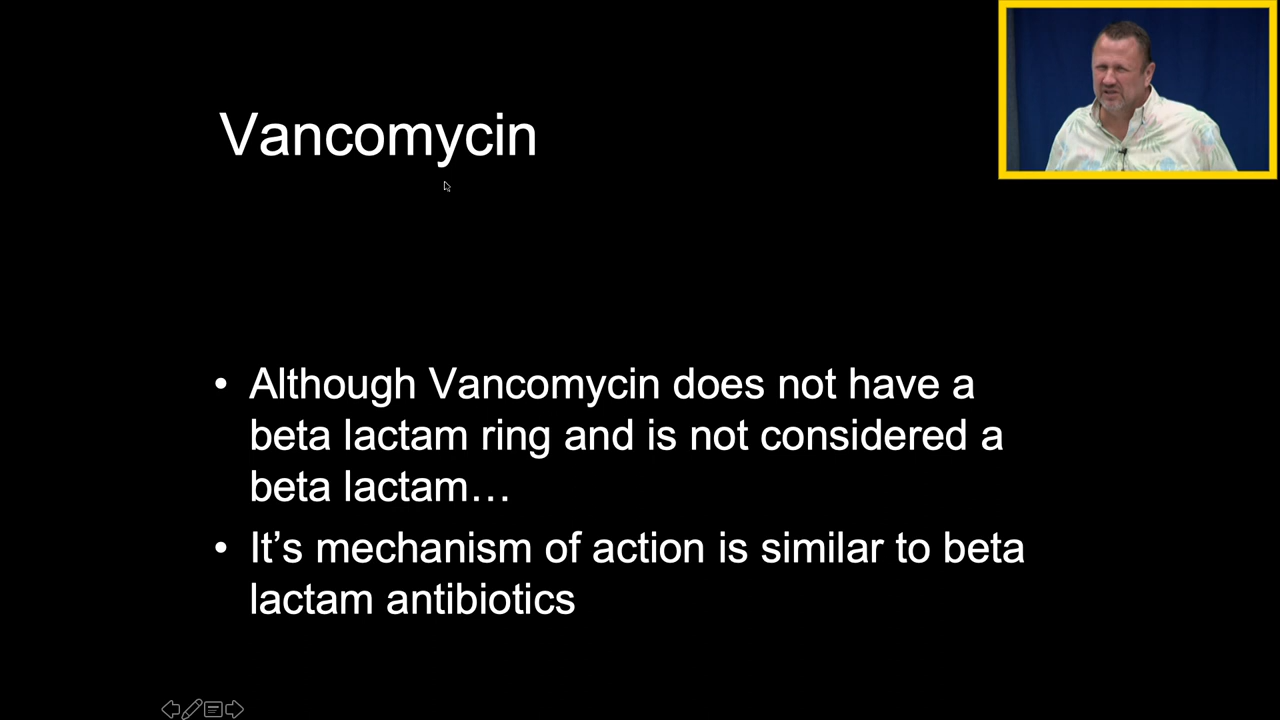 Vancomycin
• Although Vancomycin does not have a
beta lactam ring and is not considered a
beta lactam…
• It’s mechanism of action is similar to beta
lactam antibiotics